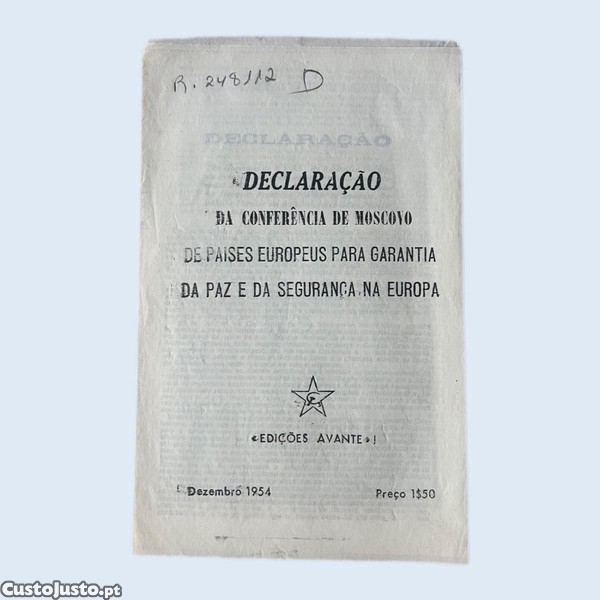 R. 248112 D
DECLARAÇÃO
DECLARAÇÃO
DA CONFERÊNCIA DE MOSCOVO
DE PAISES EUROPEUS PARA GARANTIA
DA PAZ E DA SEGURANÇA NA EUROPA
«EDIÇÕES AVANTE»!
Dezembro 1954 Preço 1$50
CustoJusto.pt